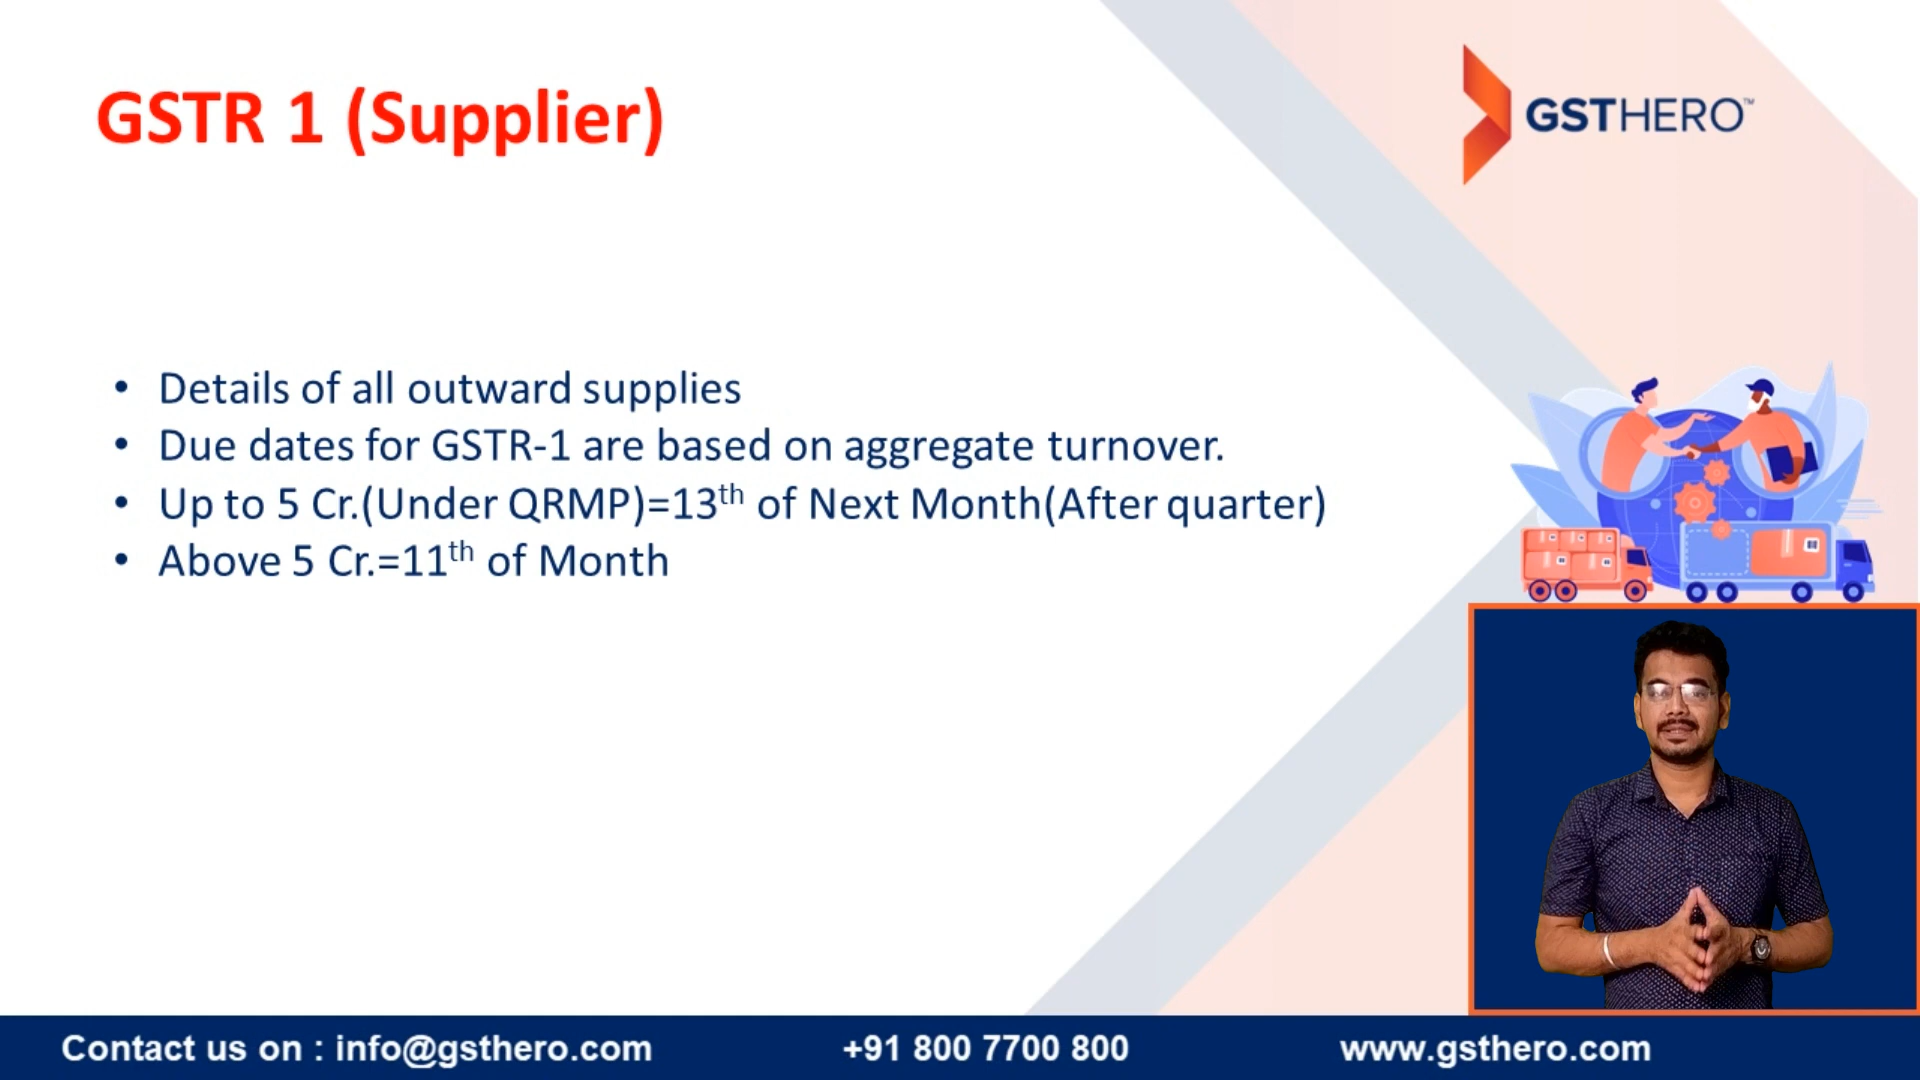 GSTR 1 (Supplier)
GSTHERO™
• Details of all outward supplies
• Due dates for GSTR-1 are based on aggregate turnover.
• Up to 5 Cr.(Under QRMP)=13th of Next Month(After quarter)
• Above 5 Cr.=11th of Month
Contact us on : info@gsthero.com +91 800 7700 800 www.gsthero.com